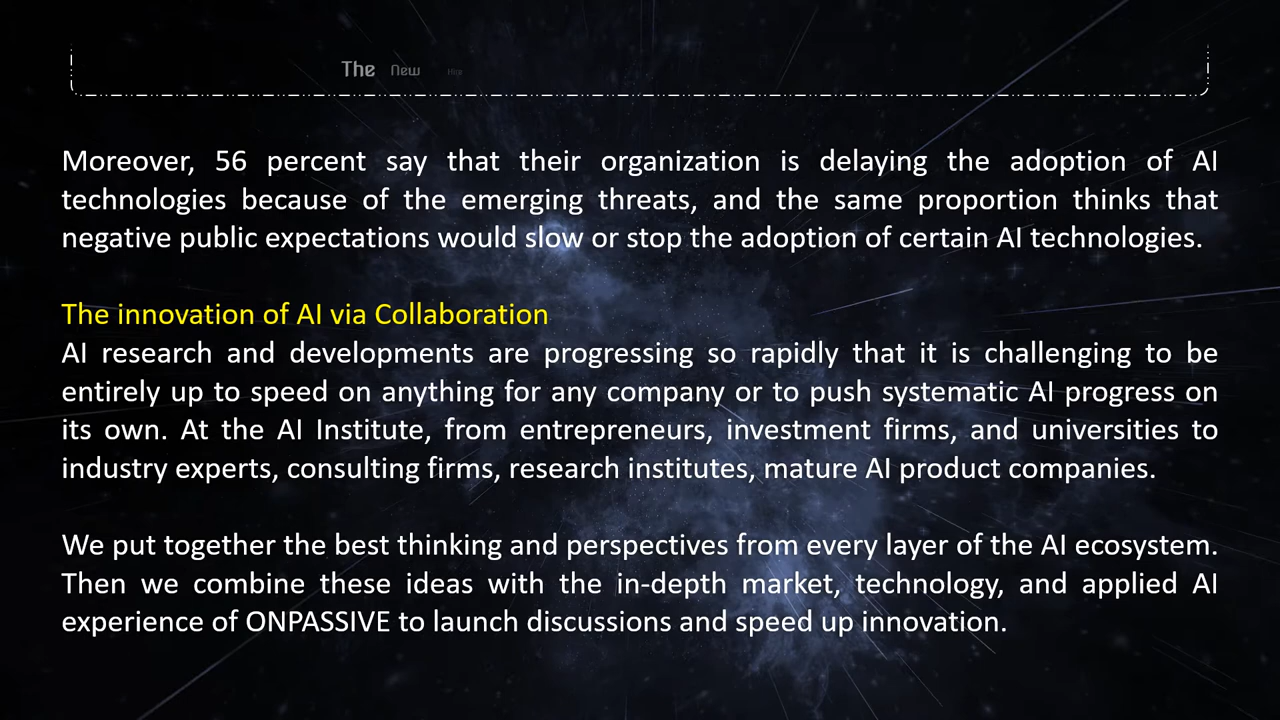 The New
Moreover, 56 percent say that their organization is delaying the adoption of AI
technologies because of the emerging threats, and the same proportion thinks that
negative public expectations would slow or stop the adoption of certain AI technologies.
The innovation of AI via Collaboration
AI research and developments are progressing so rapidly that it is challenging to be
entirely up to speed on anything for any company or to push systematic AI progress on
its own. At the AI Institute, from entrepreneurs, investment firms, and universities to
industry experts, consulting firms, research institutes, mature AI product companies.
We put together the best thinking and perspectives from every layer of the AI ecosystem.
Then we combine these ideas with the in-depth market, technology, and applied AI
experience of ONPASSIVE to launch discussions and speed up innovation.